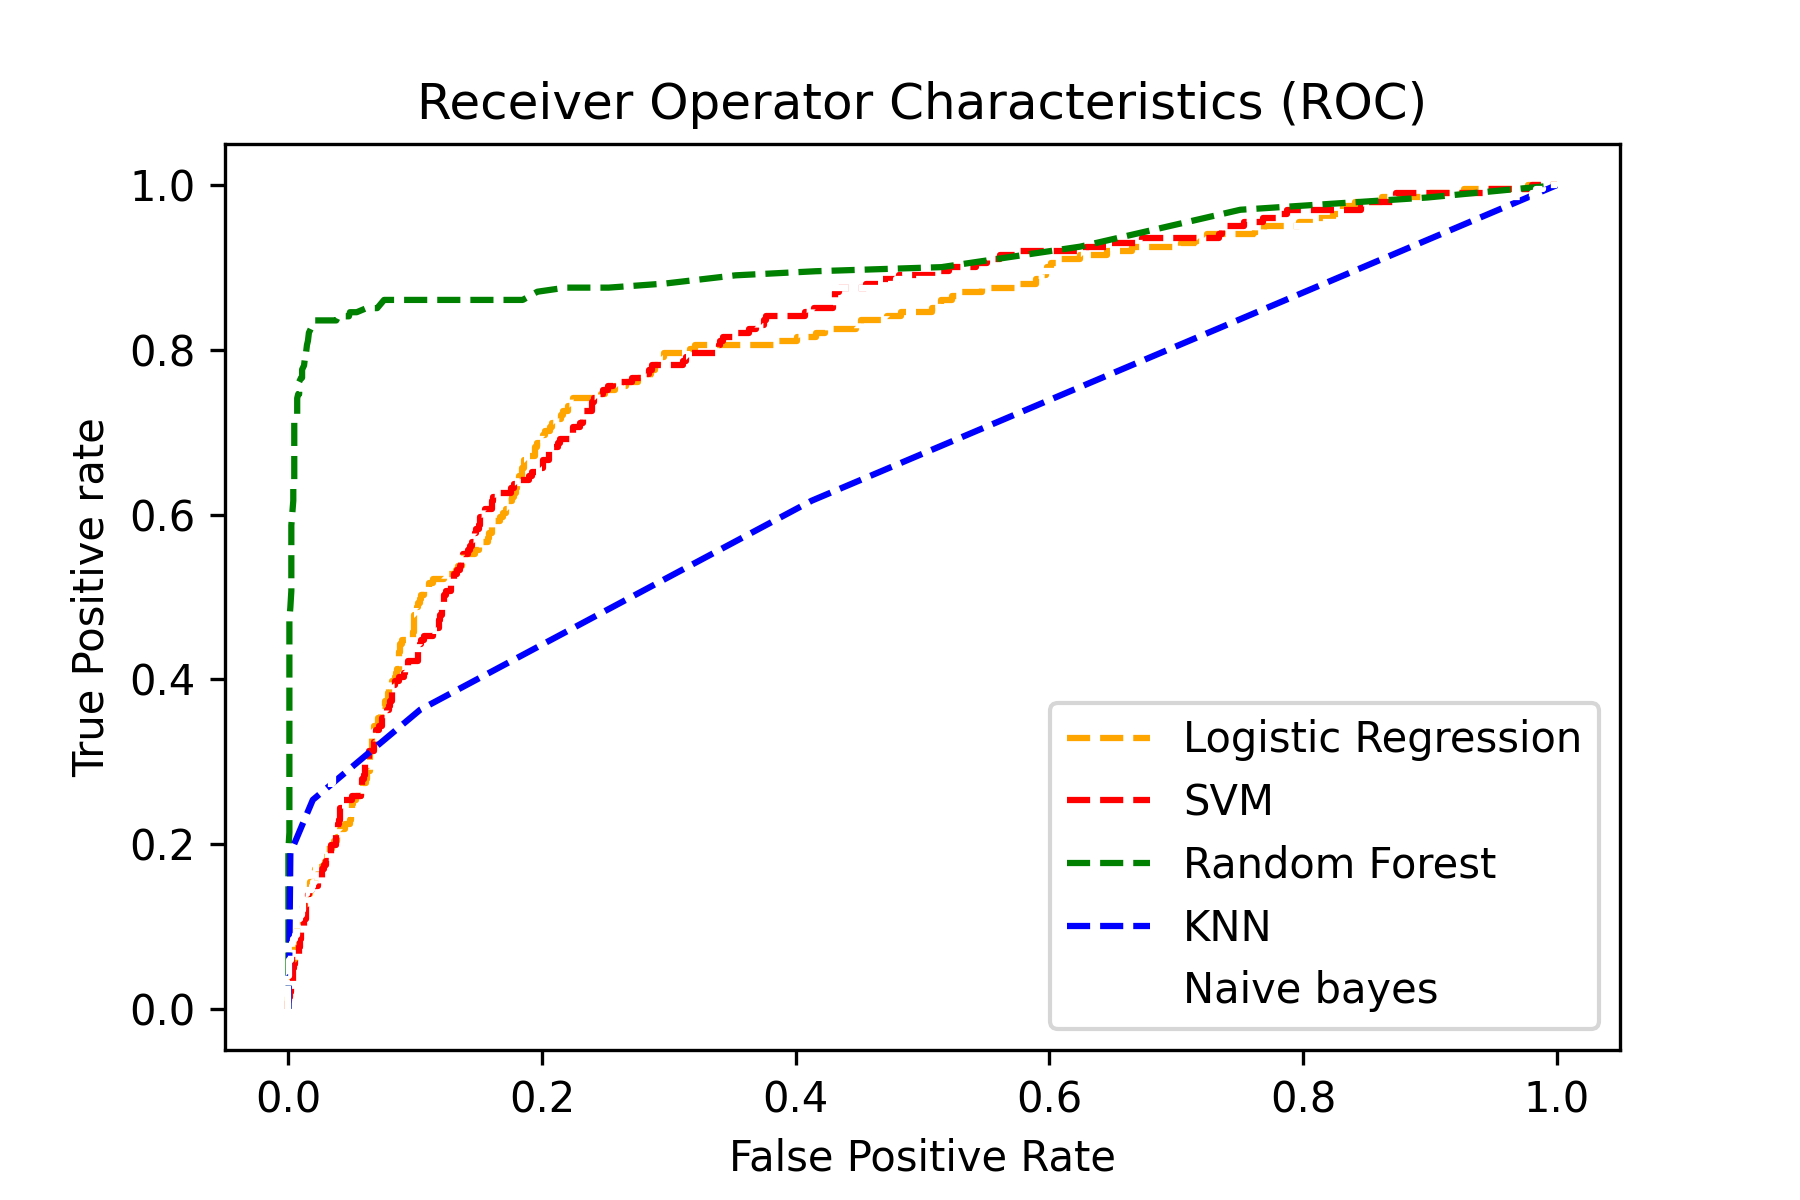 Receiver Operator Characteristics (ROC)
1.0
0.8
0.6
0.4
0.2
0.0
True Positive rate
Logistic Regression
SVM
Random Forest
KNN
Naive bayes
0.0 0.2 0.4 0.6 0.8 1.0
False Positive Rate